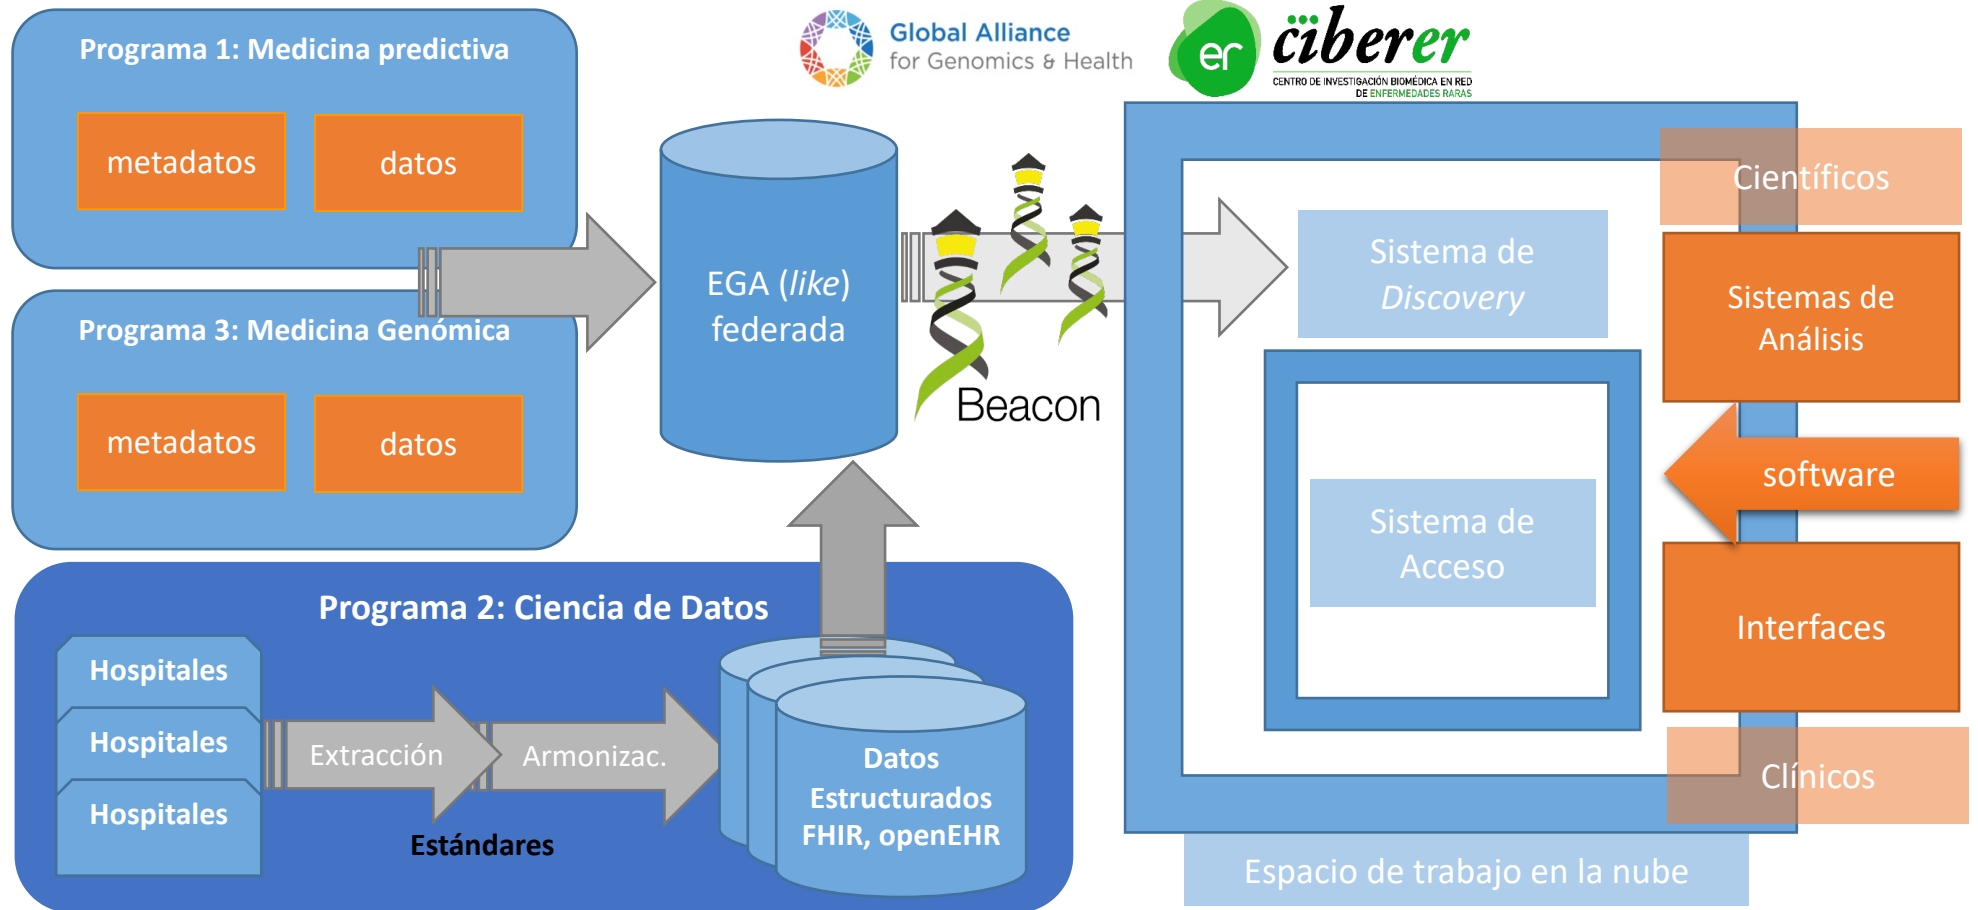 Programa 1: Medicina predictiva
metadatos
datos
Programa 3: Medicina Genómica
metadatos
datos
Programa 2: Ciencia de Datos
Hospitales
Hospitales
Hospitales
Extracción
Armonizac.
Estándares
Datos
Estructurados
FHIR, openEHR
EGA (like)
federada
Beacon
Global Alliance
for Genomics & Health
er
ciberer
CENTRO DE INVESTIGACIÓN BIOMÉDICA EN RED
DE ENFERMEDADES RARAS
Sistema de
Discovery
Sistema de
Acceso
Científicos
Sistemas de
Análisis
software
Interfaces
Clínicos
Espacio de trabajo en la nube